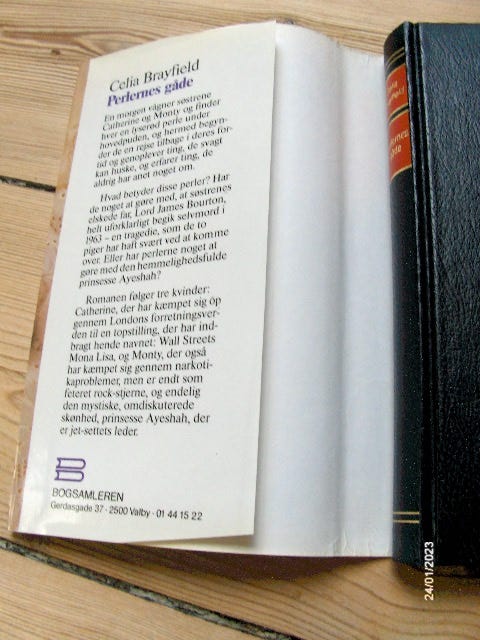 Celia Brayfield
Perlernes gåde
En morgen vågner søstrene
Catherine og Monty og finder
hver en lyserød perle under
hovedpuden, og hermed begyn-
der de en rejse tilbage i deres for-
tid og genoplever ting, de svagt
kan huske, og erfarer ting, de
aldrig har anet noget om.
Hvad betyder disse perler? Har
de noget at gøre med, at søstrenes
elskede far, Lord James Bourton,
helt uforklarligt begik selvmord i
1963 – en tragedie, som de to
piger har haft svært ved at komme
over. Eller har perlerne noget at
gøre med den hemmelighedsfulde
prinsesse Ayeshah?
Romanen følger tre kvinder:
Catherine, der har kæmpet sig op
gennem Londons forretningsver-
den til en topstilling, der har ind-
bragt hende navnet: Wall Streets
Mona Lisa, og Monty, der også
har kæmpet sig gennem narkoti-
kaproblemer, men er endt som
feteret rock-stjerne, og endelig
den mystiske, omdiskuterede
skønhed, prinsesse Ayeshah, der
er jet-settets leder.
BOGSAMLEREN
Gerdasgade 37 · 2500 Valby · 01 44 15 22
24/01/2023